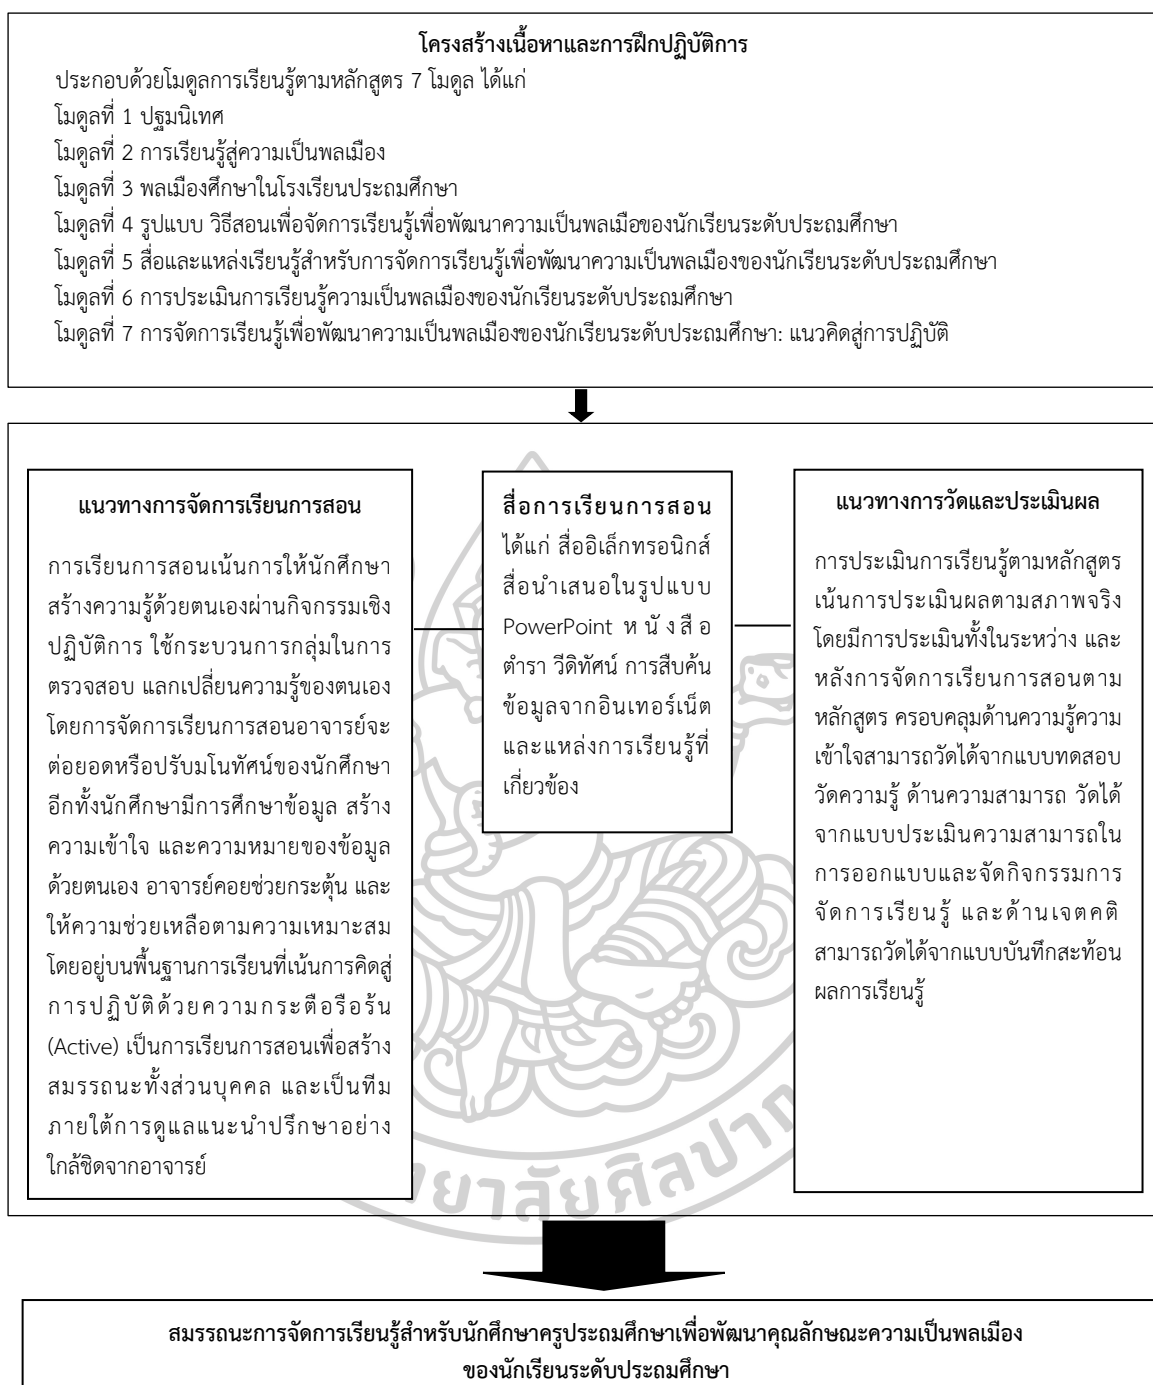 โครงสร้างเนื้อหาและการฝึกปฏิบัติการ
ประกอบด้วยโมดูลการเรียนรู้ตามหลักสูตร 7 โมดูล ได้แก่
โมดูลที่ 1 ปฐมนิเทศ
โมดูลที่ 2 การเรียนรู้สู่ความเป็นพลเมือง
โมดูลที่ 3 พลเมืองศึกษาในโรงเรียนประถมศึกษา
โมดูลที่ 4 รูปแบบ วิธีสอนเพื่อจัดการเรียนรู้เพื่อพัฒนาความเป็นพลเมือของนักเรียนระดับประถมศึกษา
โมดูลที่ 5 สื่อและแหล่งเรียนรู้สำหรับการจัดการเรียนรู้เพื่อพัฒนาความเป็นพลเมืองของนักเรียนระดับประถมศึกษา
โมดูลที่ 6 การประเมินการเรียนรู้ความเป็นพลเมืองของนักเรียนระดับประถมศึกษา
โมดูลที่ 7 การจัดการเรียนรู้เพื่อพัฒนาความเป็นพลเมืองของนักเรียนระดับประถมศึกษา: แนวคิดสู่การปฏิบัติ
แนวทางการจัดการเรียนการสอน
การเรียนการสอนเน้นการให้นักศึกษา
สร้างความรู้ด้วยตนเองผ่านกิจกรรมเชิง
ปฏิบัติการ ใช้กระบวนการกลุ่มในการ
ตรวจสอบ แลกเปลี่ยนความรู้ของตนเอง
โดยการจัดการเรียนการสอนอาจารย์จะ
ต่อยอดหรือปรับมโนทัศน์ของนักศึกษา
อีกทั้งนักศึกษามีการศึกษาข้อมูล สร้าง
ความเข้าใจ และความหมายของข้อมูล
ด้วยตนเอง อาจารย์คอยช่วยกระตุ้น และ
ให้ความช่วยเหลือตามความเหมาะสม
โดยอยู่บนพื้นฐานการเรียนที่เน้นการคิดสู่
การปฏิบัติด้วยความกระตือรือร้น
(Active) เป็นการเรียนการสอนเพื่อสร้าง
สมรรถนะทั้งส่วนบุคคล และเป็นทีม
ภายใต้การดูแลแนะนำปรึกษาอย่าง
ใกล้ชิดจากอาจารย์
สื่อการเรียนการสอน
ได้แก่ สื่ออิเล็กทรอนิกส์
สื่อนำเสนอในรูปแบบ
PowerPoint หนังสือ
ตำรา วีดิทัศน์ การสืบค้น
ข้อมูลจากอินเทอร์เน็ต
และแหล่งการเรียนรู้ที่
เกี่ยวข้อง
แนวทางการวัดและประเมินผล
การประเมินการเรียนรู้ตามหลักสูตร
เน้นการประเมินผลตามสภาพจริง
โดยมีการประเมินทั้งในระหว่าง และ
หลังการจัดการเรียนการสอนตาม
หลักสูตร ครอบคลุมด้านความรู้ความ
เข้าใจสามารถวัดได้จากแบบทดสอบ
วัดความรู้ ด้านความสามารถ วัดได้
จากแบบประเมินความสามารถใน
การออกแบบและจัดกิจกรรมการ
จัดการเรียนรู้ และด้านเจตคติ
สามารถวัดได้จากแบบบันทึกสะท้อน
ผลการเรียนรู้
ยาลัยศิลปาก
สมรรถนะการจัดการเรียนรู้สำหรับนักศึกษาครูประถมศึกษาเพื่อพัฒนาคุณลักษณะความเป็นพลเมือง
ของนักเรียนระดับประถมศึกษา